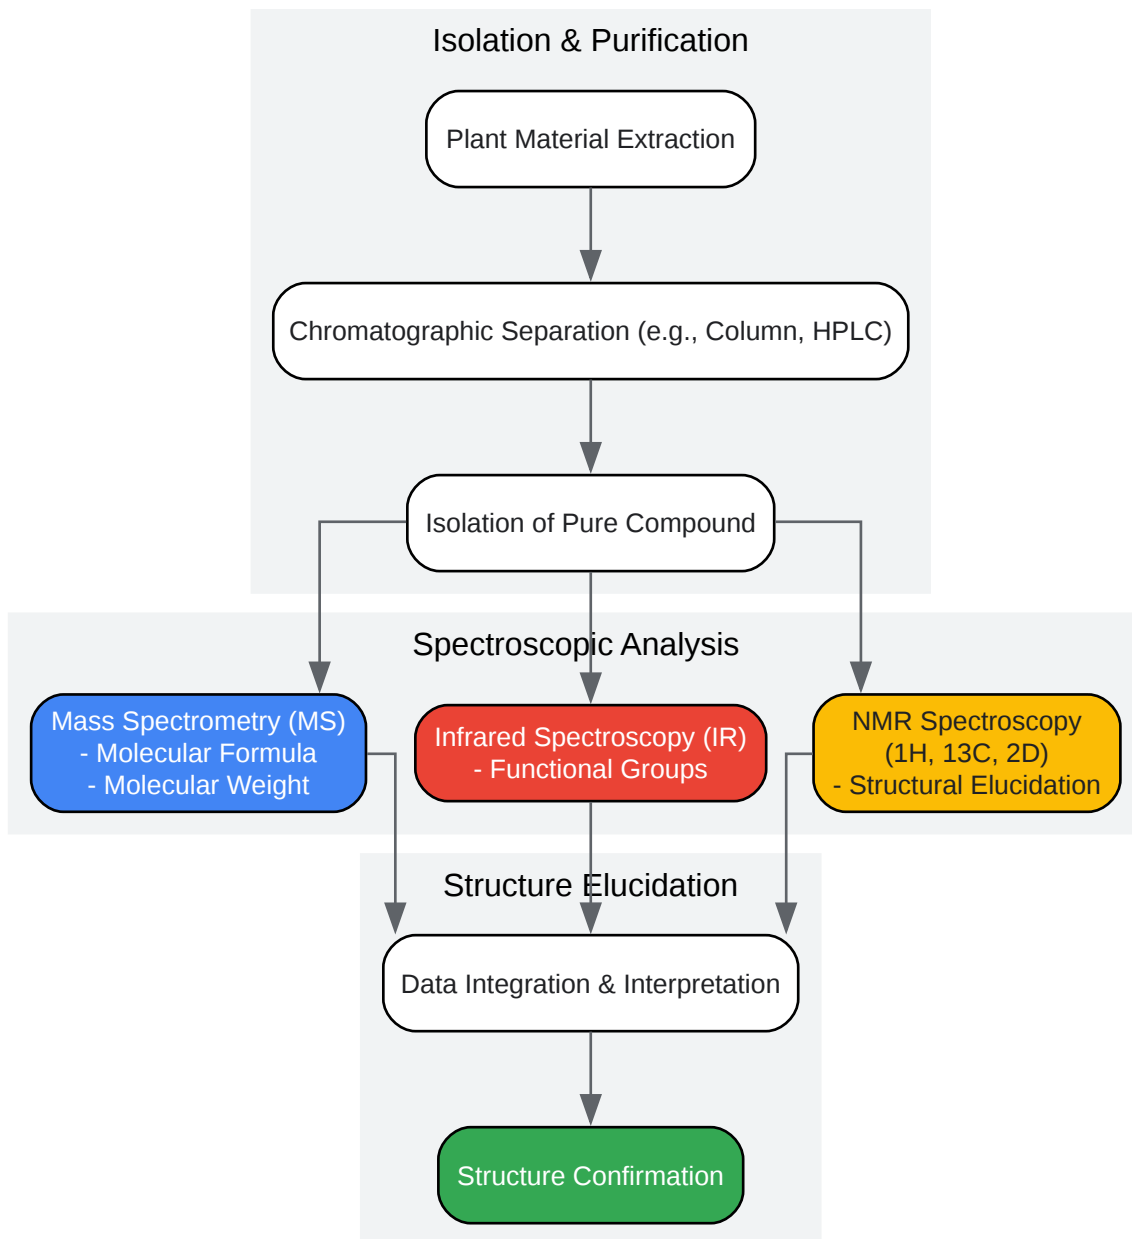 Isolation & Purification
Plant Material Extraction
Chromatographic Separation (e.g., Column, HPLC)
Isolation of Pure Compound
Spectroscopic Analysis
Mass Spectrometry (MS)
- Molecular Formula
- Molecular Weight
Infrared Spectroscopy (IR)
- Functional Groups
NMR Spectroscopy
(1H, 13C, 2D)
- Structural Elucidation
Structure Elucidation
Data Integration & Interpretation
Structure Confirmation